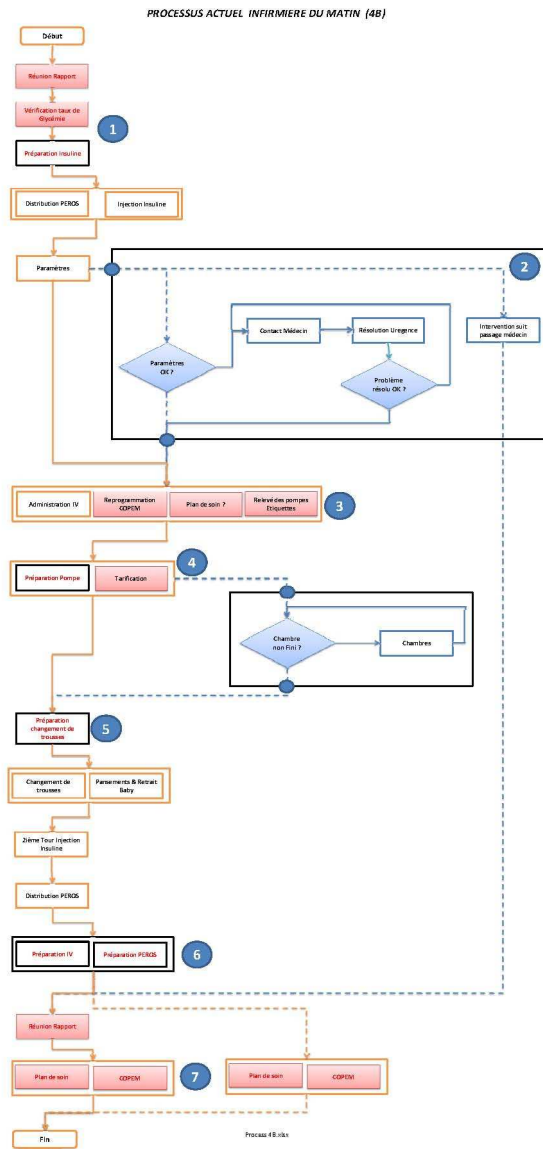 PROCESSUS ACTUEL INFIRMIERE DU MATIN (4B)
Début
Réunion Rapport
Vérification taux de
Glycémie
1
Préparation Insuline
Distribution PEROS
Injection Insuline
Paramètres
2
Contact Médecin
Résolution Uregence
Intervention suit
passage médecin
Paramètres
OK ?
Problème
résolu OK ?
Administration IV
Reprogrammation
COPEM
Plan de soin ?
Relevé des pompes
Etiquettes
3
4
Préparation Pompe
Tarification
Chambre
non Fini ?
Chambres
Préparation
changement de
trousses
5
Changement de
trousses
Pansements & Retrait
Baby
2ième Tour Injection
Insuline
Distribution PEROS
Préparation IV
Préparation PEROS
6
Réunion Rapport
Plan de soin
COPEM
7
Plan de soin
COPEM
Fin
Process 4B.xlsx